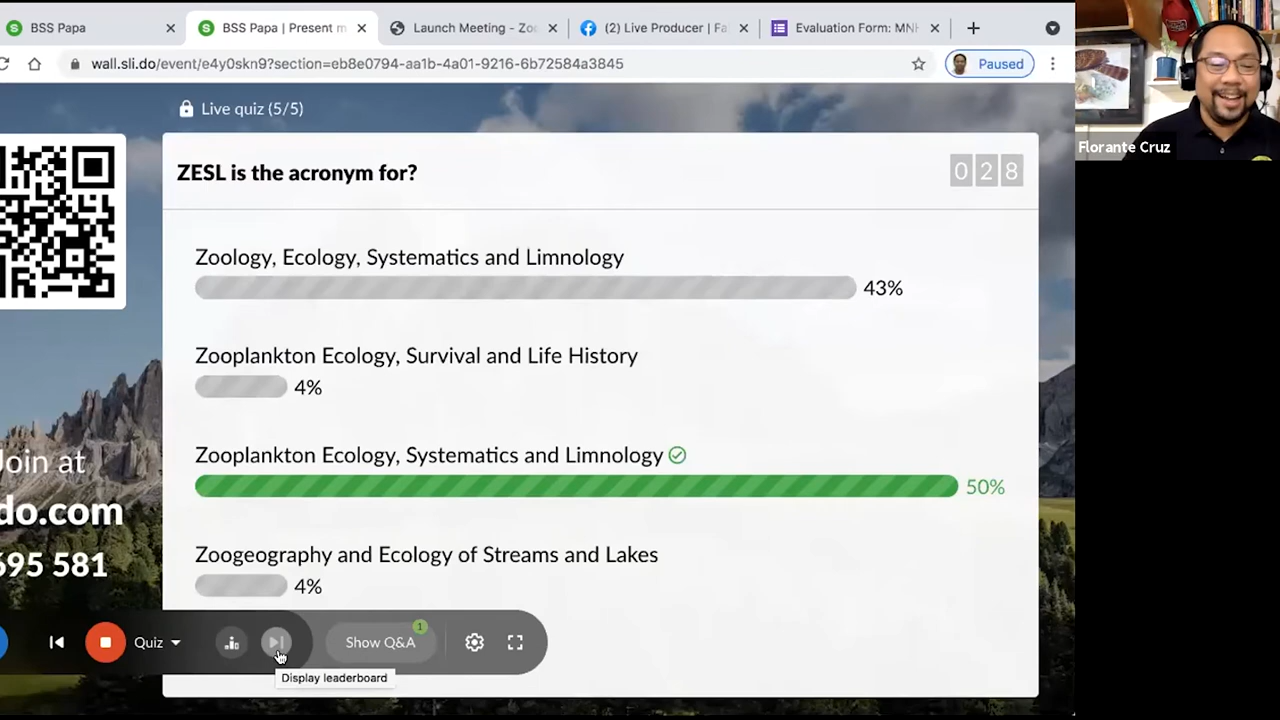 BSS Papa
BSS Papa | Present m
Launch Meeting - Zoo
(2) Live Producer | Fa
Evaluation Form: MNH
wall.sli.do/event/e4y0skn9?section=eb8e0794-aa1b-4a01-9216-6b72584a3845
Paused
Florante Cruz
Live quiz (5/5)
ZESL is the acronym for?
028
Zoology, Ecology, Systematics and Limnology
43%
Zooplankton Ecology, Survival and Life History
4%
Zooplankton Ecology, Systematics and Limnology
50%
Zoogeography and Ecology of Streams and Lakes
4%
Join at
do.com
695 581
Quiz
Show Q&A
1
Display leaderboard